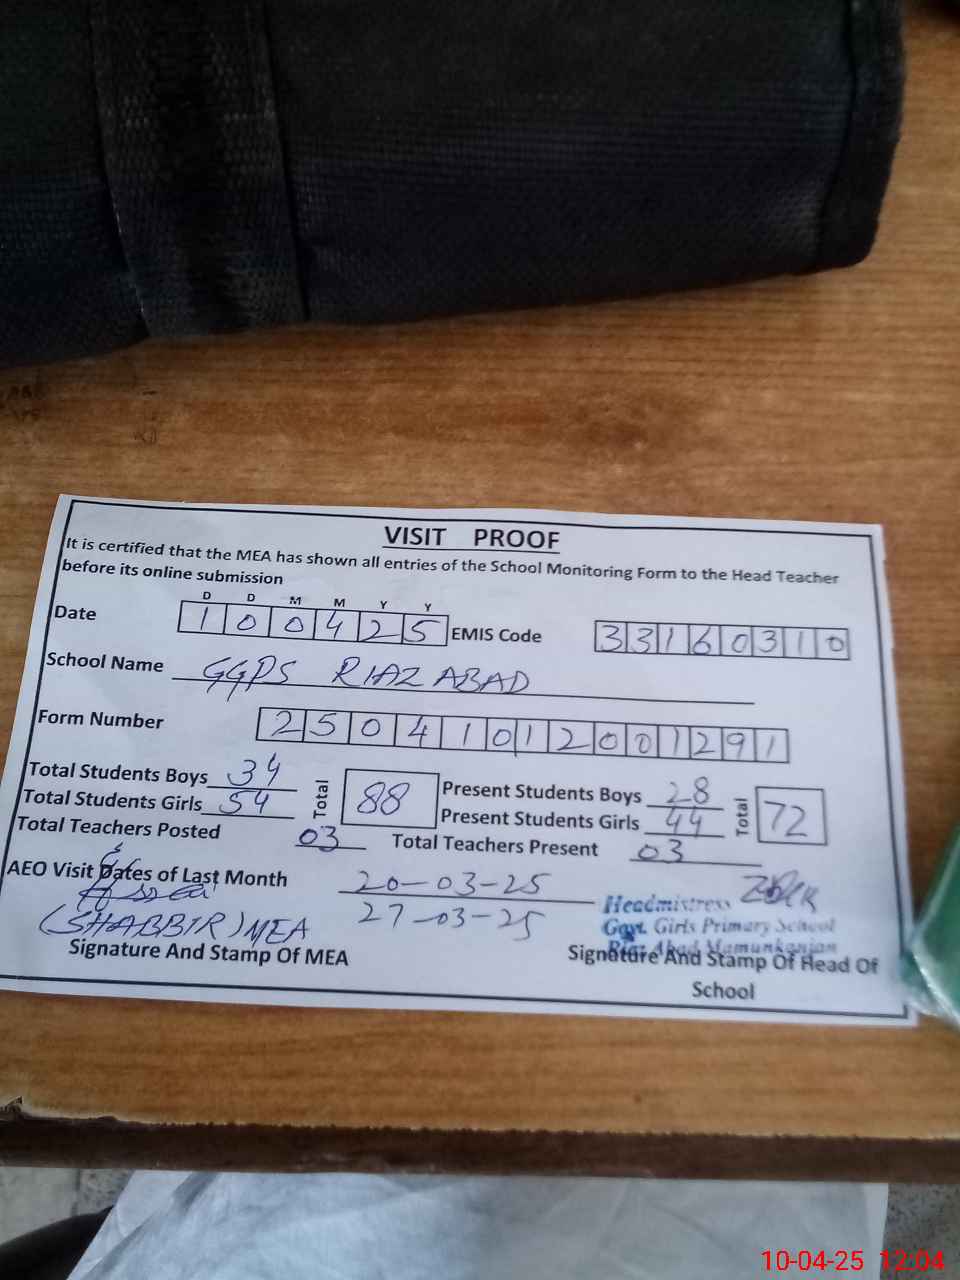 VISIT PROOF
It is certified that the MEA has shown all entries of the School Monitoring Form to the Head Teacher
before its online submission
D D M M Y Y
Date 1 0 0 4 2 5 EMIS Code 3 3 1 6 0 3 1 0
School Name GGPS RIAZ ABAD
Form Number 2 5 0 4 1 0 1 2 0 0 1 2 9 1
Total Students Boys 34 Total 88 Present Students Boys 28 Total 72
Total Students Girls 54 Present Students Girls 44
Total Teachers Posted 03 Total Teachers Present 03
AEO Visit Dates of Last Month 20-03-25
27-03-25
Headmistress
(SHABBIR) MEA Govt. Girls Primary School
Riaz Abad Mamunkanjan
Signature And Stamp Of MEA Signature And Stamp Of Head Of
School
10-04-25 12:04